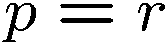 p = r